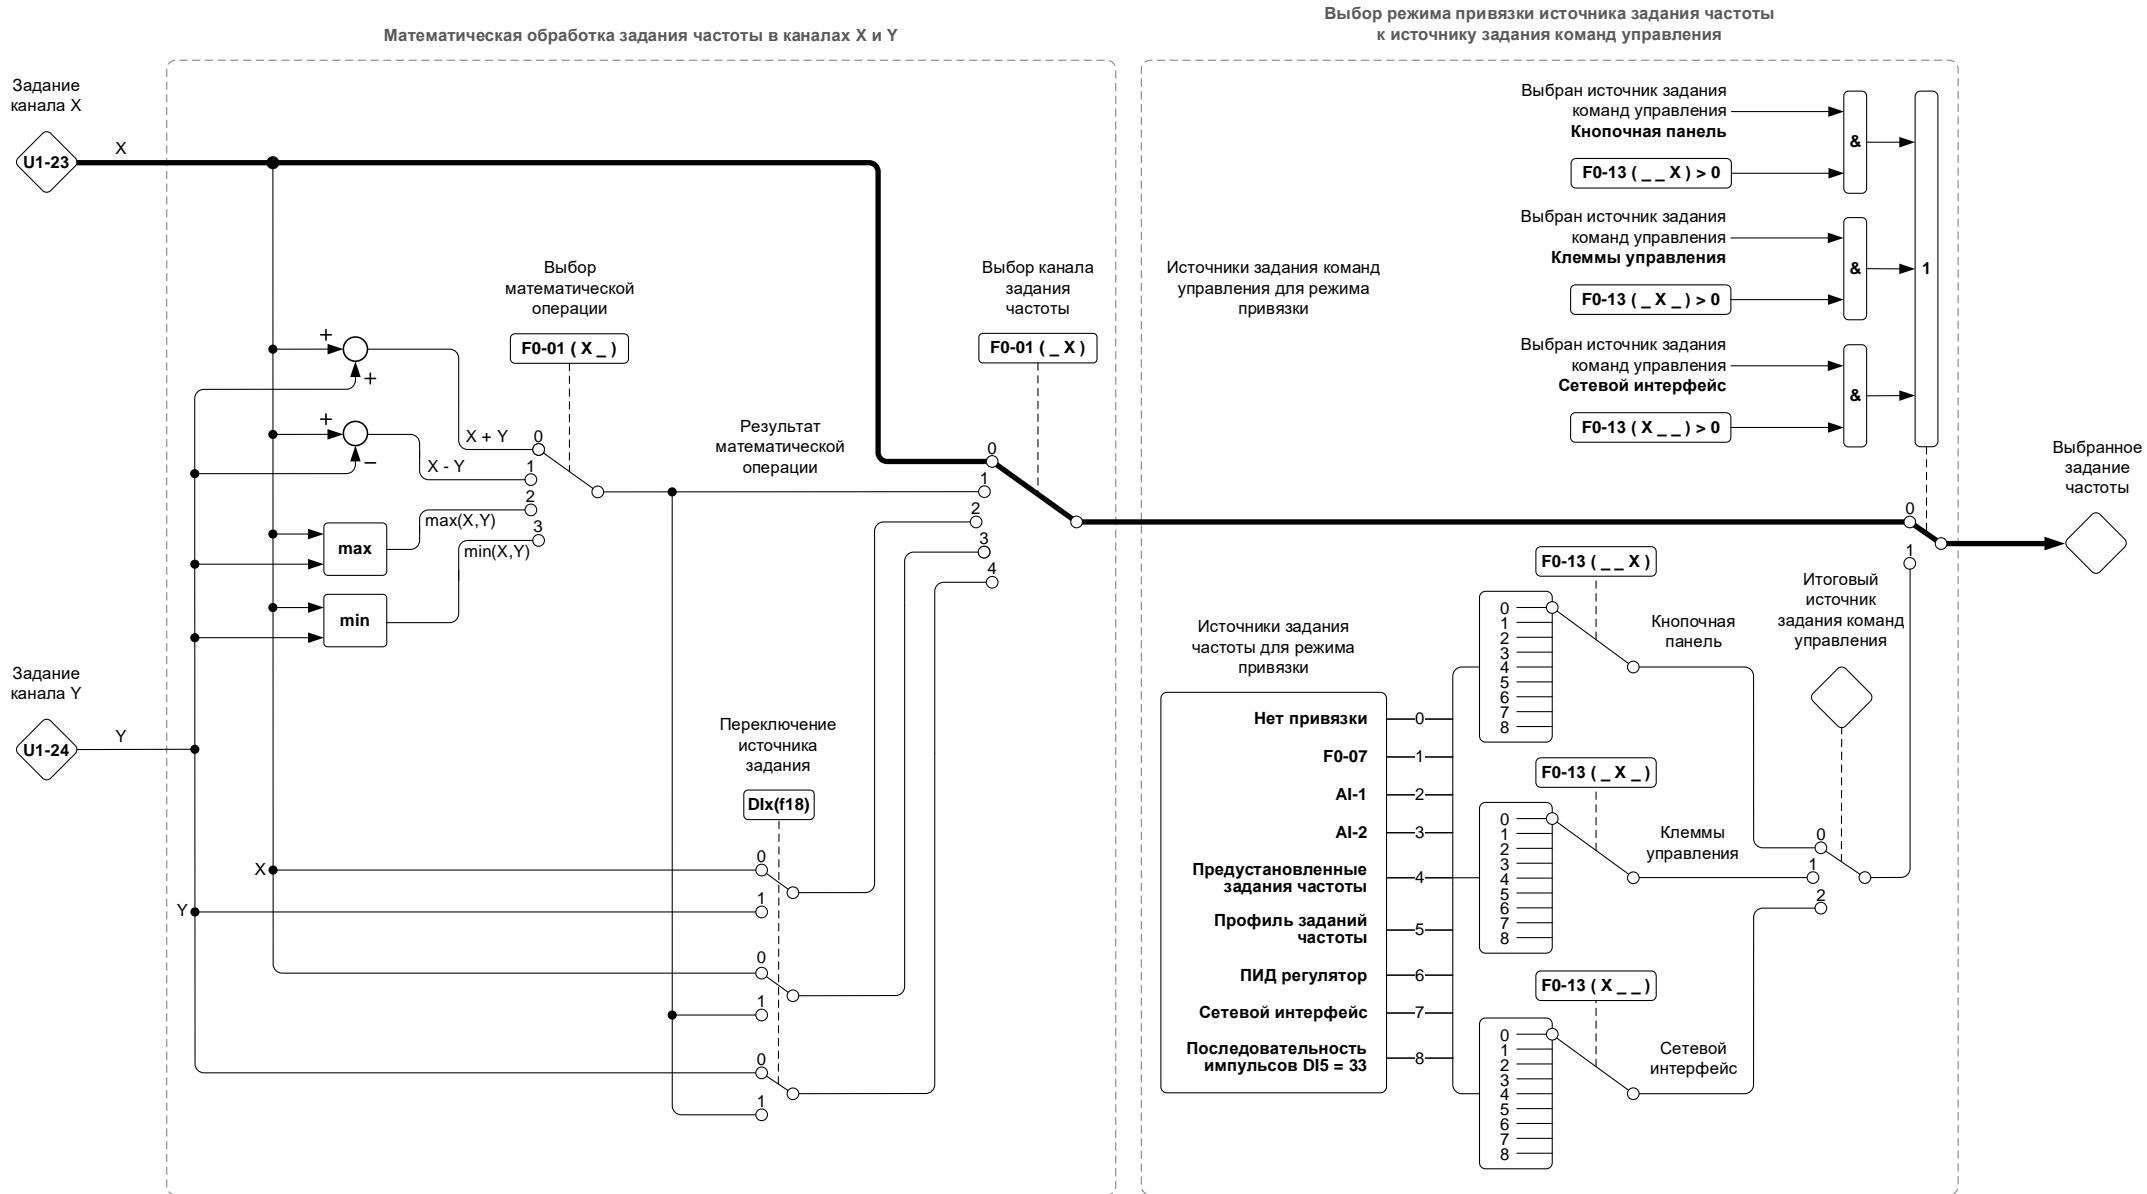 Математическая обработка задания частоты в каналах X и Y
Выбор режима привязки источника задания частоты
к источнику задания команд управления
Задание
канала X
U1-23
X
Выбор
математической
операции
F0-01 ( X _ )
+
+
+
–
X + Y
X - Y
max(X,Y)
min(X,Y)
0
1
2
3
max
min
Результат
математической
операции
Выбор канала
задания
частоты
F0-01 ( _ X )
0
1
2
3
4
Задание
канала Y
U1-24
Y
Переключение
источника
задания
DIx(f18)
X
Y
0
1
0
1
0
1
Источники задания команд
управления для режима
привязки
Выбран источник задания
команд управления
Кнопочная панель
F0-13 ( _ _ X ) > 0
&
Выбран источник задания
команд управления
Клеммы управления
F0-13 ( _ X _ ) > 0
&
1
Выбран источник задания
команд управления
Сетевой интерфейс
F0-13 ( X _ _ ) > 0
&
Выбранное
задание
частоты
0
1
Источники задания
частоты для режима
привязки
Нет привязки
0
F0-07
1
AI-1
2
AI-2
3
Предустановленные
задания частоты
4
Профиль заданий
частоты
5
ПИД регулятор
6
Сетевой интерфейс
7
Последовательность
импульсов DI5 = 33
8
F0-13 ( _ _ X )
0
1
2
3
4
5
6
7
8
Кнопочная
панель
F0-13 ( _ X _ )
0
1
2
3
4
5
6
7
8
Клеммы
управления
F0-13 ( X _ _ )
0
1
2
3
4
5
6
7
8
Сетевой
интерфейс
Итоговый
источник
задания команд
управления
0
1
2